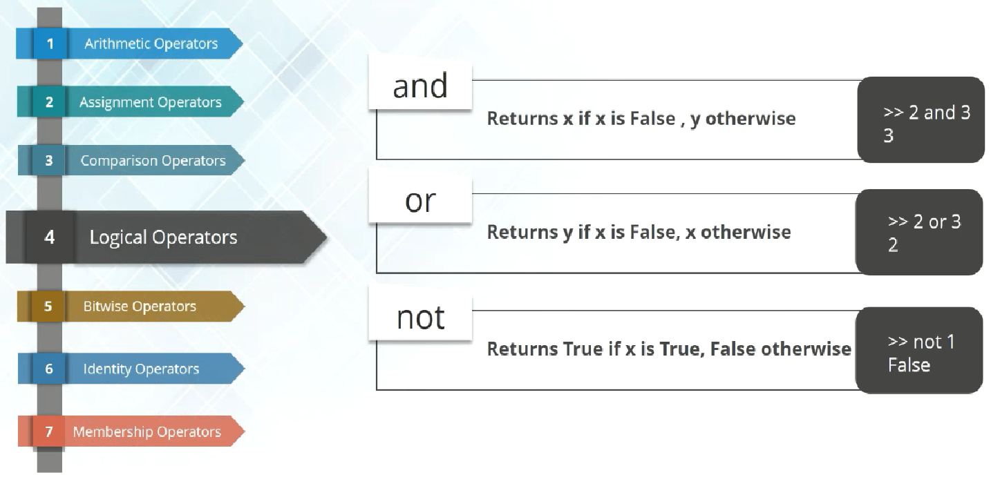 1 Arithmetic Operators
2 Assignment Operators
3 Comparison Operators
4 Logical Operators
5 Bitwise Operators
6 Identity Operators
7 Membership Operators
and
Returns x if x is False , y otherwise
>> 2 and 3
3
or
Returns y if x is False, x otherwise
>> 2 or 3
2
not
Returns True if x is True, False otherwise
>> not 1
False